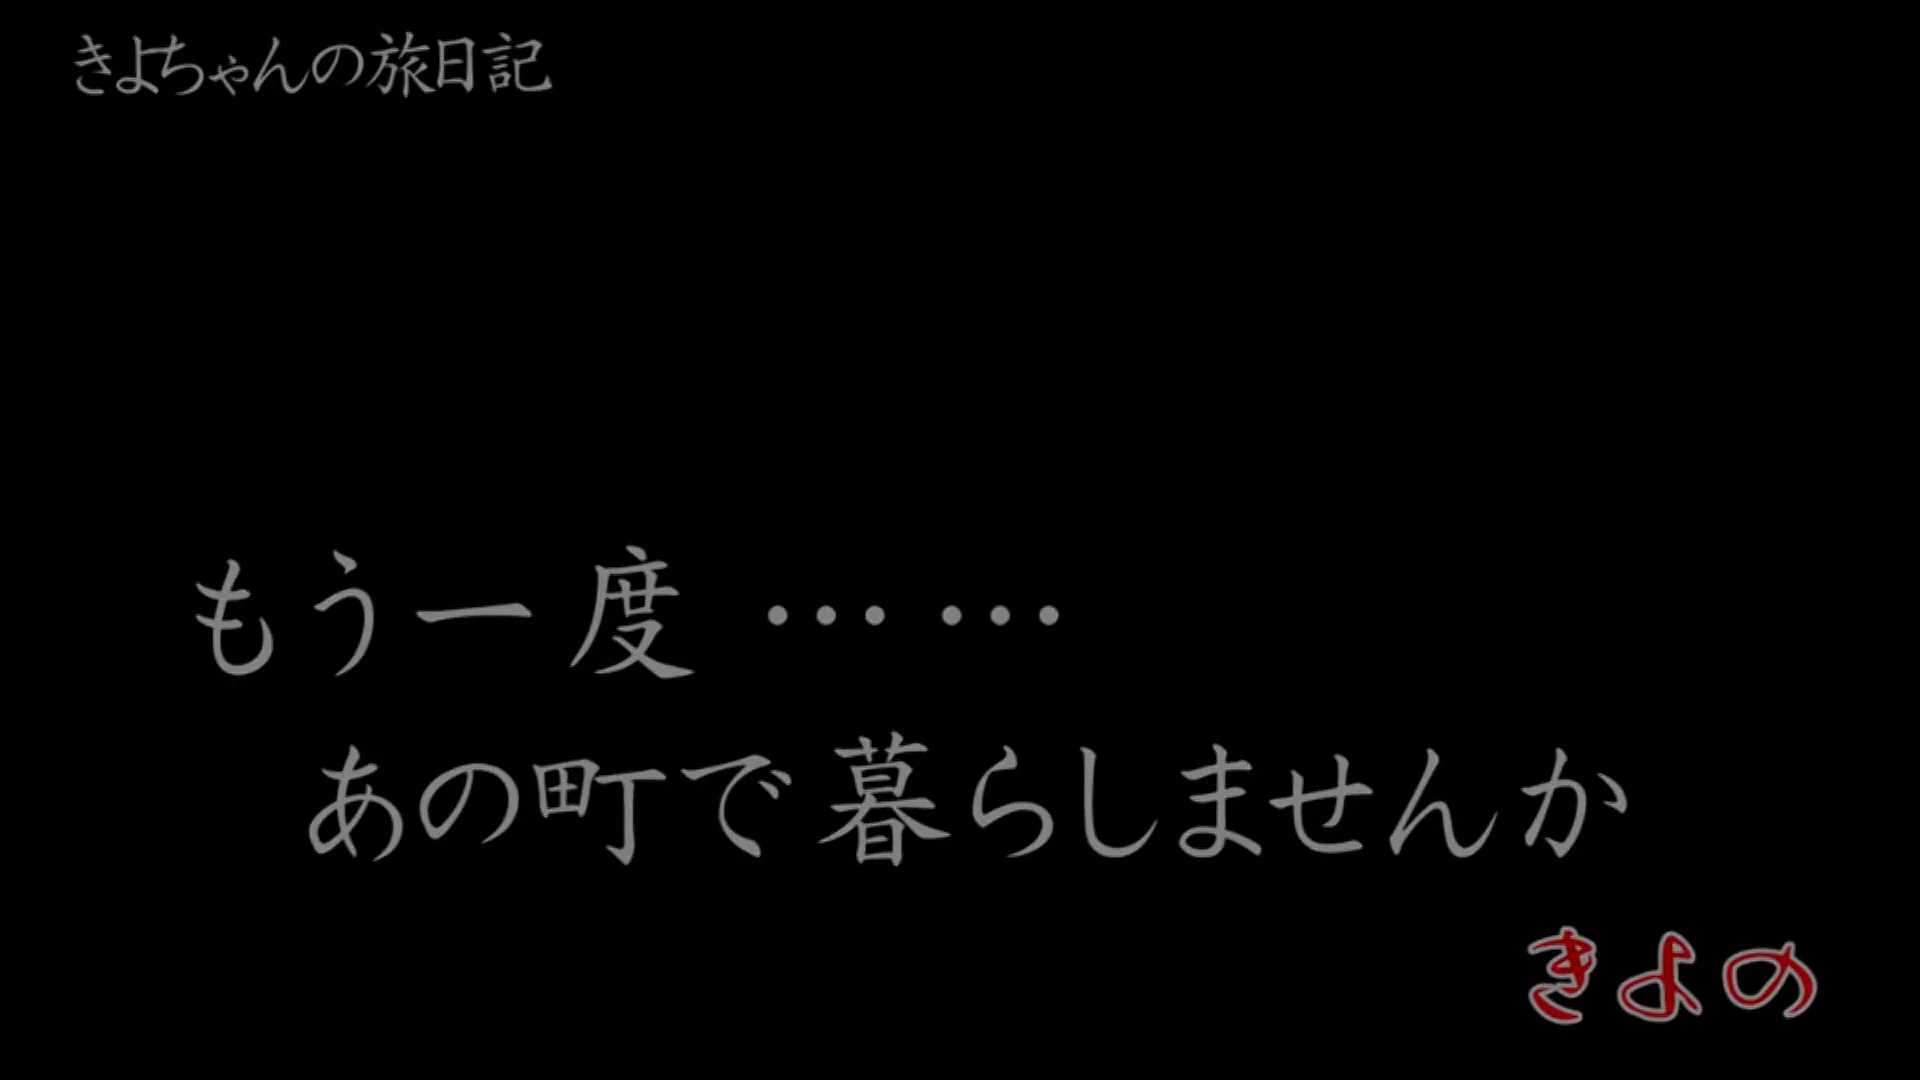 きよちゃんの旅日記
もう一度 ……
あの町で暮らしませんか
きよの